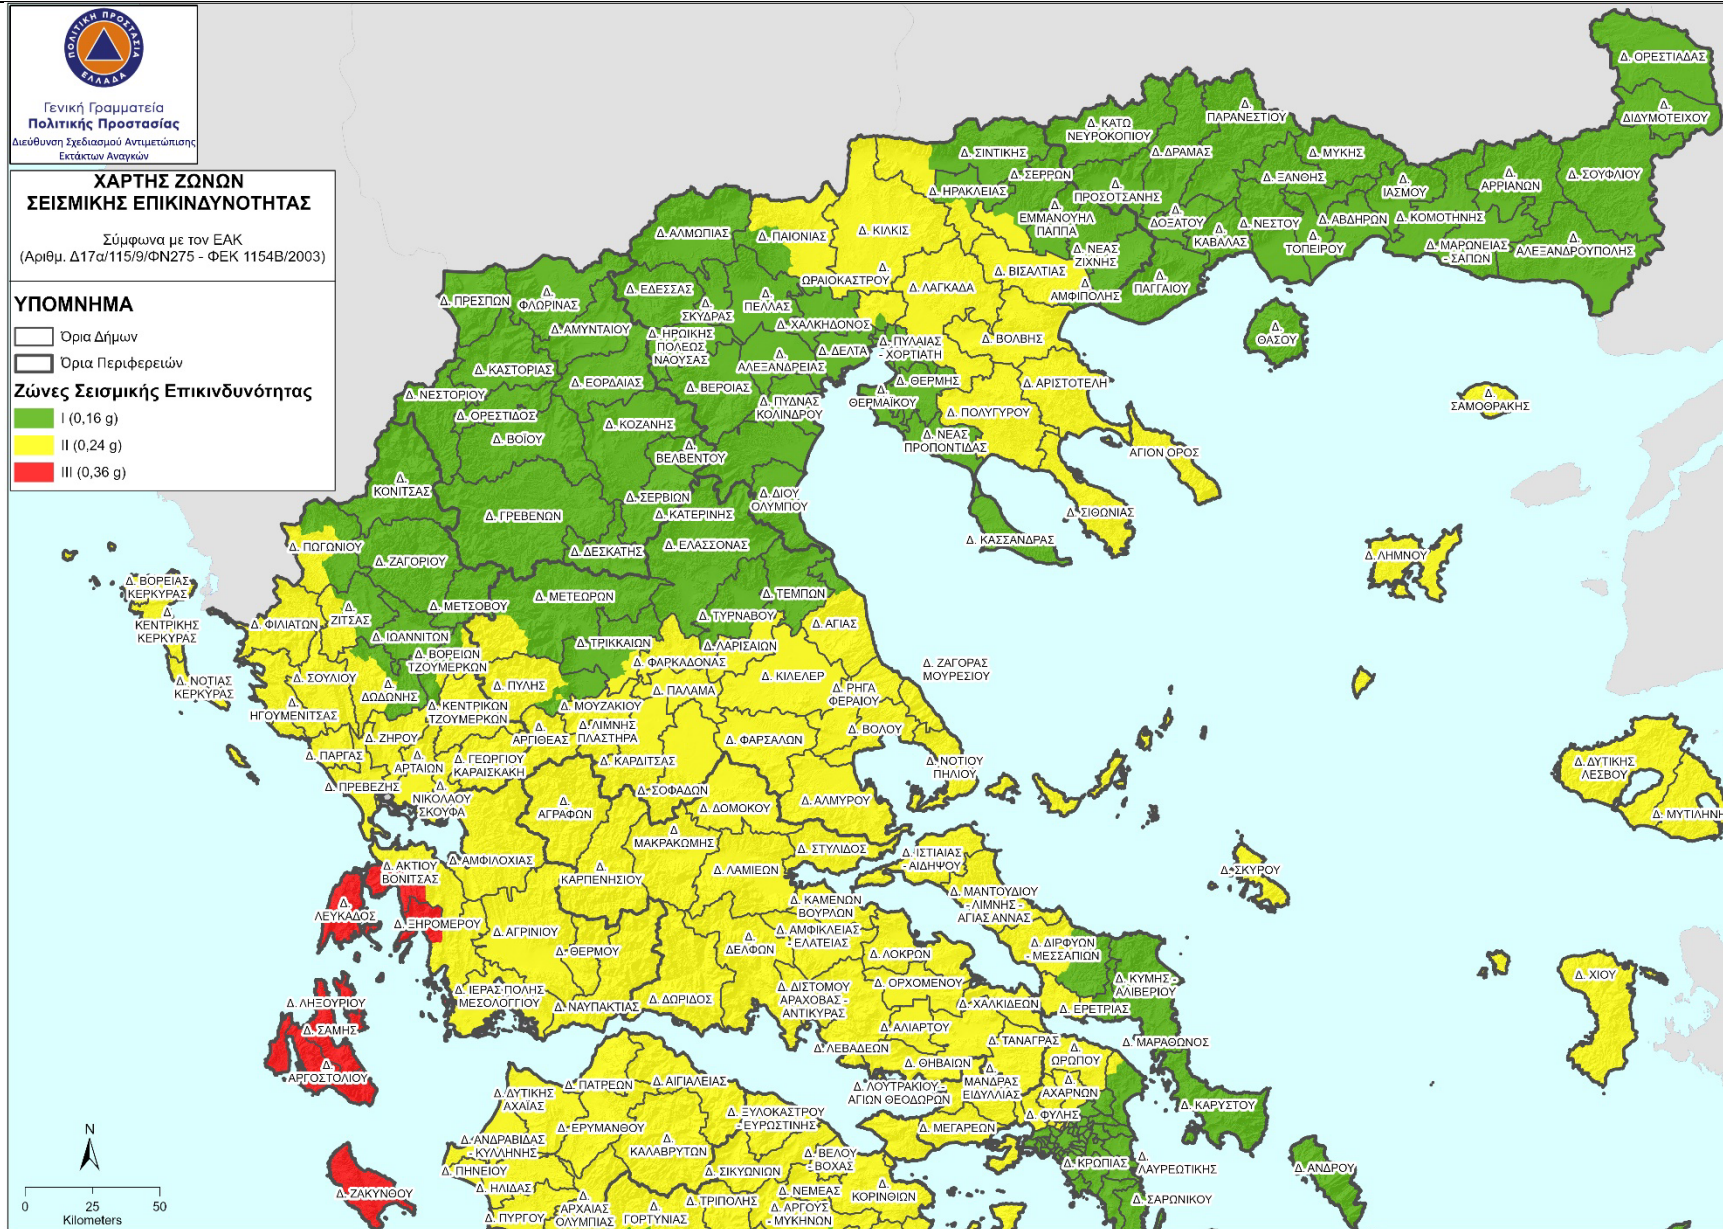 ΠΟΛΙΤΙΚΗ ΠΡΟΣΤΑΣΙΑ
ΕΛΛΑΔΑ
Γενική Γραμματεία
Πολιτικής Προστασίας
Διεύθυνση Σχεδιασμού Αντιμετώπισης
Εκτάκτων Αναγκών
ΧΑΡΤΗΣ ΖΩΝΩΝ
ΣΕΙΣΜΙΚΗΣ ΕΠΙΚΙΝΔΥΝΟΤΗΤΑΣ
Σύμφωνα με τον ΕΑΚ
(Αριθμ. Δ17α/115/9/ΦΝ275 - ΦΕΚ 1154Β/2003)
ΥΠΟΜΝΗΜΑ
Όρια Δήμων
Όρια Περιφερειών
Ζώνες Σεισμικής Επικινδυνότητας
I (0,16 g)
II (0,24 g)
III (0,36 g)
Δ. ΟΡΕΣΤΙΑΔΑΣ
Δ.
ΔΙΔΥΜΟΤΕΙΧΟΥ
Δ.
ΠΑΡΑΝΕΣΤΙΟΥ
Δ. ΚΑΤΩ
ΝΕΥΡΟΚΟΠΙΟΥ
Δ. ΔΡΑΜΑΣ
Δ. ΜΥΚΗΣ
Δ. ΣΙΝΤΙΚΗΣ
Δ. ΣΕΡΡΩΝ
Δ. ΗΡΑΚΛΕΙΑΣ
Δ.
ΠΡΟΣΟΤΣΑΝΗΣ
Δ. ΞΑΝΘΗΣ
Δ.
ΙΑΣΜΟΥ
Δ.
ΑΡΡΙΑΝΩΝ
Δ. ΣΟΥΦΛΙΟΥ
Δ.
ΕΜΜΑΝΟΥΗΛ
ΠΑΠΠΑ
Δ.
ΔΟΞΑΤΟΥ
Δ. ΝΕΣΤΟΥ
Δ. ΑΒΔΗΡΩΝ
Δ. ΚΟΜΟΤΗΝΗΣ
Δ.
ΚΑΒΑΛΑΣ
Δ.
ΤΟΠΕΙΡΟΥ
Δ. ΜΑΡΩΝΕΙΑΣ
- ΣΑΠΩΝ
Δ.
ΑΛΕΞΑΝΔΡΟΥΠΟΛΗΣ
Δ. ΝΕΑΣ
ΖΙΧΝΗΣ
Δ.
ΠΑΓΓΑΙΟΥ
Δ. ΑΛΜΩΠΙΑΣ
Δ. ΠΑΙΟΝΙΑΣ
Δ. ΚΙΛΚΙΣ
Δ.
ΩΡΑΙΟΚΑΣΤΡΟΥ
Δ. ΛΑΓΚΑΔΑ
Δ. ΒΙΣΑΛΤΙΑΣ
Δ.
ΑΜΦΙΠΟΛΗΣ
Δ. ΠΡΕΣΠΩΝ
Δ.
ΦΛΩΡΙΝΑΣ
Δ. ΕΔΕΣΣΑΣ
Δ.
ΣΚΥΔΡΑΣ
Δ.
ΠΕΛΛΑΣ
Δ. ΑΜΥΝΤΑΙΟΥ
Δ. ΗΡΩΙΚΗΣ
ΠΟΛΕΩΣ
ΝΑΟΥΣΑΣ
Δ. ΧΑΛΚΗΔΟΝΟΣ
Δ.
ΑΛΕΞΑΝΔΡΕΙΑΣ
Δ. ΔΕΛΤΑ
Δ. ΠΥΛΑΙΑΣ
- ΧΟΡΤΙΑΤΗ
Δ. ΒΟΛΒΗΣ
Δ.
ΘΑΣΟΥ
Δ. ΚΑΣΤΟΡΙΑΣ
Δ. ΕΟΡΔΑΙΑΣ
Δ. ΒΕΡΟΙΑΣ
Δ. ΘΕΡΜΗΣ
Δ.
ΘΕΡΜΑΪΚΟΥ
Δ. ΑΡΙΣΤΟΤΕΛΗ
Δ. ΝΕΣΤΟΡΙΟΥ
Δ. ΟΡΕΣΤΙΔΟΣ
Δ. ΠΥΔΝΑΣ
ΚΟΛΙΝΔΡΟΥ
Δ. ΠΟΛΥΓΥΡΟΥ
Δ.
ΣΑΜΟΘΡΑΚΗΣ
Δ. ΒΟΪΟΥ
Δ. ΚΟΖΑΝΗΣ
Δ.
ΒΕΛΒΕΝΤΟΥ
Δ. ΝΕΑΣ
ΠΡΟΠΟΝΤΙΔΑΣ
ΑΓΙΟΝ ΟΡΟΣ
Δ.
ΚΟΝΙΤΣΑΣ
Δ. ΣΕΡΒΙΩΝ
Δ. ΔΙΟΥ
ΟΛΥΜΠΟΥ
Δ. ΣΙΘΩΝΙΑΣ
Δ. ΓΡΕΒΕΝΩΝ
Δ. ΚΑΤΕΡΙΝΗΣ
Δ. ΚΑΣΣΑΝΔΡΑΣ
Δ. ΠΩΓΩΝΙΟΥ
Δ. ΖΑΓΟΡΙΟΥ
Δ. ΔΕΣΚΑΤΗΣ
Δ. ΕΛΑΣΣΟΝΑΣ
Δ. ΛΗΜΝΟΥ
Δ. ΒΟΡΕΙΑΣ
ΚΕΡΚΥΡΑΣ
Δ.
ΚΕΝΤΡΙΚΗΣ
ΚΕΡΚΥΡΑΣ
Δ. ΝΟΤΙΑΣ
ΚΕΡΚΥΡΑΣ
Δ. ΦΙΛΙΑΤΩΝ
Δ.
ΖΙΤΣΑΣ
Δ. ΜΕΤΣΟΒΟΥ
Δ. ΜΕΤΕΩΡΩΝ
Δ. ΤΕΜΠΩΝ
Δ. ΤΥΡΝΑΒΟΥ
Δ. ΑΓΙΑΣ
Δ. ΙΩΑΝΝΙΤΩΝ
Δ. ΒΟΡΕΙΩΝ
ΤΖΟΥΜΕΡΚΩΝ
Δ. ΤΡΙΚΚΑΙΩΝ
Δ. ΛΑΡΙΣΑΙΩΝ
Δ. ΦΑΡΚΑΔΟΝΑΣ
Δ. ΣΟΥΛΙΟΥ
Δ.
ΔΩΔΩΝΗΣ
Δ. ΠΥΛΗΣ
Δ. ΠΑΛΑΜΑ
Δ. ΚΙΛΕΛΕΡ
Δ. ΡΗΓΑ
ΦΕΡΑΙΟΥ
Δ. ΖΑΓΟΡΑΣ
ΜΟΥΡΕΣΙΟΥ
Δ.
ΗΓΟΥΜΕΝΙΤΣΑΣ
Δ. ΚΕΝΤΡΙΚΩΝ
ΤΖΟΥΜΕΡΚΩΝ
Δ. ΜΟΥΖΑΚΙΟΥ
Δ.
ΑΡΓΙΘΕΑΣ
Δ. ΛΙΜΝΗΣ
ΠΛΑΣΤΗΡΑ
Δ. ΒΟΛΟΥ
Δ. ΖΗΡΟΥ
Δ. ΦΑΡΣΑΛΩΝ
Δ. ΠΑΡΓΑΣ
Δ.
ΑΡΤΑΙΩΝ
Δ. ΓΕΩΡΓΙΟΥ
ΚΑΡΑΙΣΚΑΚΗ
Δ. ΚΑΡΔΙΤΣΑΣ
Δ. ΝΟΤΙΟΥ
ΠΗΛΙΟΥ
Δ. ΔΥΤΙΚΗΣ
ΛΕΣΒΟΥ
Δ. ΜΥΤΙΛΗΝΗ
Δ. ΠΡΕΒΕΖΗΣ
Δ.
ΝΙΚΟΛΑΟΥ
ΣΚΟΥΦΑ
Δ.
ΑΓΡΑΦΩΝ
Δ. ΣΟΦΑΔΩΝ
Δ. ΔΟΜΟΚΟΥ
Δ. ΑΛΜΥΡΟΥ
Δ.
ΜΑΚΡΑΚΩΜΗΣ
Δ. ΣΤΥΛΙΔΟΣ
Δ. ΙΣΤΙΑΙΑΣ
- ΑΙΔΗΨΟΥ
Δ. ΑΚΤΙΟΥ
ΒΟΝΙΤΣΑΣ
Δ. ΑΜΦΙΛΟΧΙΑΣ
Δ.
ΚΑΡΠΕΝΗΣΙΟΥ
Δ. ΛΑΜΙΕΩΝ
Δ. ΣΚΥΡΟΥ
Δ.
ΛΕΥΚΑΔΟΣ
Δ. ΞΗΡΟΜΕΡΟΥ
Δ. ΚΑΜΕΝΩΝ
ΒΟΥΡΛΩΝ
Δ. ΜΑΝΤΟΥΔΙΟΥ
- ΛΙΜΝΗΣ -
ΑΓΙΑΣ ΑΝΝΑΣ
Δ. ΑΓΡΙΝΙΟΥ
Δ. ΘΕΡΜΟΥ
Δ.
ΔΕΛΦΩΝ
Δ. ΑΜΦΙΚΛΕΙΑΣ
- ΕΛΑΤΕΙΑΣ
Δ. ΛΟΚΡΩΝ
Δ. ΔΙΡΦΥΩΝ
- ΜΕΣΣΑΠΙΩΝ
Δ. ΚΥΜΗΣ -
ΑΛΙΒΕΡΙΟΥ
Δ. ΧΙΟΥ
Δ. ΙΕΡΑΣ ΠΟΛΗΣ
ΜΕΣΟΛΟΓΓΙΟΥ
Δ. ΝΑΥΠΑΚΤΙΑΣ
Δ. ΔΩΡΙΔΟΣ
Δ. ΔΙΣΤΟΜΟΥ
ΑΡΑΧΟΒΑΣ -
ΑΝΤΙΚΥΡΑΣ
Δ. ΟΡΧΟΜΕΝΟΥ
Δ. ΧΑΛΚΙΔΕΩΝ
Δ. ΕΡΕΤΡΙΑΣ
Δ. ΛΗΞΟΥΡΙΟΥ
Δ. ΣΑΜΗΣ
Δ.
ΑΡΓΟΣΤΟΛΙΟΥ
Δ. ΑΛΙΑΡΤΟΥ
Δ. ΛΕΒΑΔΕΩΝ
Δ. ΤΑΝΑΓΡΑΣ
Δ.
ΩΡΩΠΟΥ
Δ. ΜΑΡΑΘΩΝΟΣ
Δ. ΘΗΒΑΙΩΝ
Δ. ΠΑΤΡΕΩΝ
Δ. ΑΙΓΙΑΛΕΙΑΣ
Δ. ΛΟΥΤΡΑΚΙΟΥ -
ΑΓΙΩΝ ΘΕΟΔΩΡΩΝ
Δ.
ΜΑΝΔΡΑΣ
ΕΙΔΥΛΛΙΑΣ
Δ.
ΑΧΑΡΝΩΝ
Δ. ΔΥΤΙΚΗΣ
ΑΧΑΪΑΣ
Δ. ΞΥΛΟΚΑΣΤΡΟΥ
- ΕΥΡΩΣΤΙΝΗΣ
Δ. ΦΥΛΗΣ
Δ. ΚΑΡΥΣΤΟΥ
Δ. ΕΡΥΜΑΝΘΟΥ
Δ. ΜΕΓΑΡΕΩΝ
Δ. ΑΝΔΡΑΒΙΔΑΣ
- ΚΥΛΛΗΝΗΣ
Δ.
ΚΑΛΑΒΡΥΤΩΝ
Δ. ΒΕΛΟΥ
- ΒΟΧΑΣ
Δ. ΚΡΩΠΙΑΣ
Δ.
ΛΑΥΡΕΩΤΙΚΗΣ
Δ. ΑΝΔΡΟΥ
Δ. ΠΗΝΕΙΟΥ
Δ. ΣΙΚΥΩΝΙΩΝ
Δ. ΗΛΙΔΑΣ
Δ. ΖΑΚΥΝΘΟΥ
Δ.
ΑΡΧΑΙΑΣ
ΟΛΥΜΠΙΑΣ
Δ.
ΓΟΡΤΥΝΙΑΣ
Δ. ΤΡΙΠΟΛΗΣ
Δ. ΝΕΜΕΑΣ
Δ. ΑΡΓΟΥΣ
- ΜΥΚΗΝΩΝ
Δ.
ΚΟΡΙΝΘΙΩΝ
Δ. ΣΑΡΩΝΙΚΟΥ
Δ. ΠΥΡΓΟΥ
N
0 25 50
Kilometers